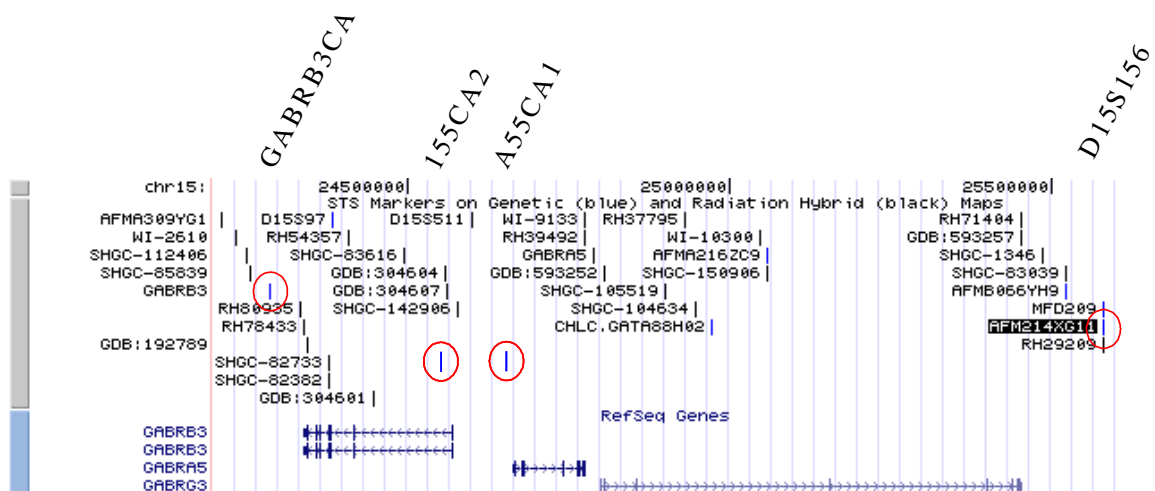 GABRB3CA 155CA2 A55CA1 D15S156
chr15: 24500000| 25000000| 25500000|
STS Markers on Genetic (blue) and Radiation Hybrid (black) Maps
AFMA309YG1 D15S97 D15S511 WI-9133 RH37795 RH71404
WI-2610 RH54357 RH39492 WI-10300 GDB:593257
SHGC-112406 SHGC-83616 GABRA5 AFMA216ZC9 SHGC-1346
SHGC-85839 GDB:304604 GDB:593252 SHGC-150906 SHGC-83039
GABRB3 GDB:304607 SHGC-105519 AFMB066YH9
RH80935 SHGC-142906 SHGC-104634 MFD209
RH78433 CHLC.GATA88H02 AFM214XG11
GDB:192789 RH29209
SHGC-82733
SHGC-82382
GDB:304601
RefSeq Genes
GABRB3
GABRB3
GABRA5
GABRG3